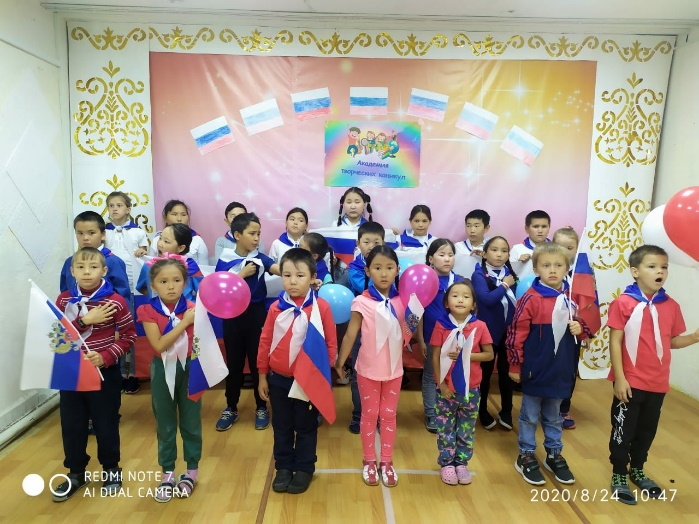 Академия
творческих каникул
REDMI NOTE 7
AI DUAL CAMERA
2020/8/24 10:47